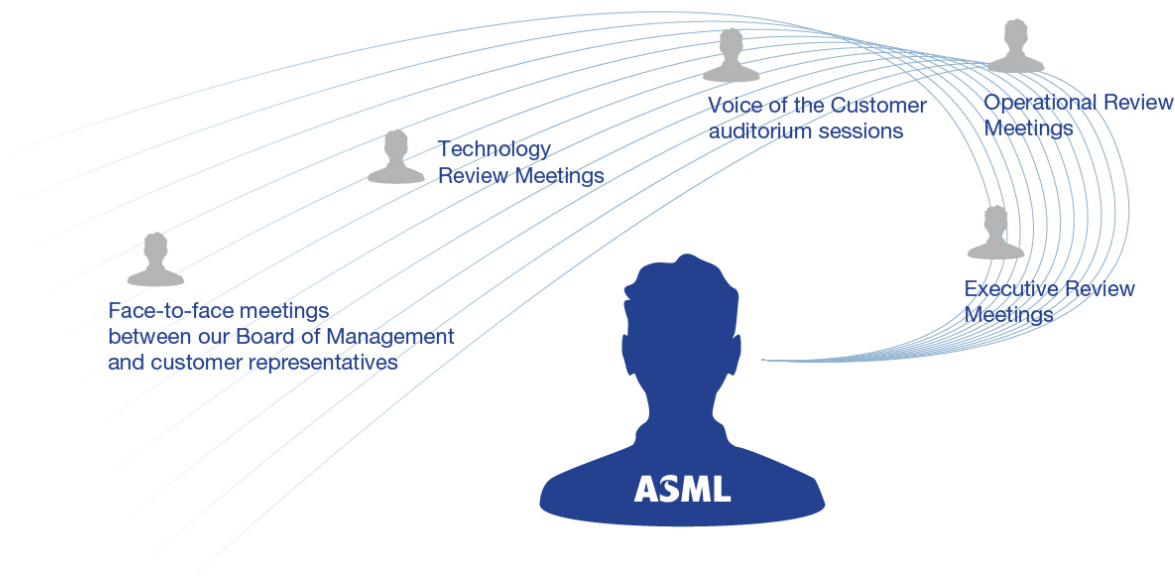 Voice of the Customer
auditorium sessions
Operational Review
Meetings
Technology
Review Meetings
Executive Review
Meetings
Face-to-face meetings
between our Board of Management
and customer representatives
ASML